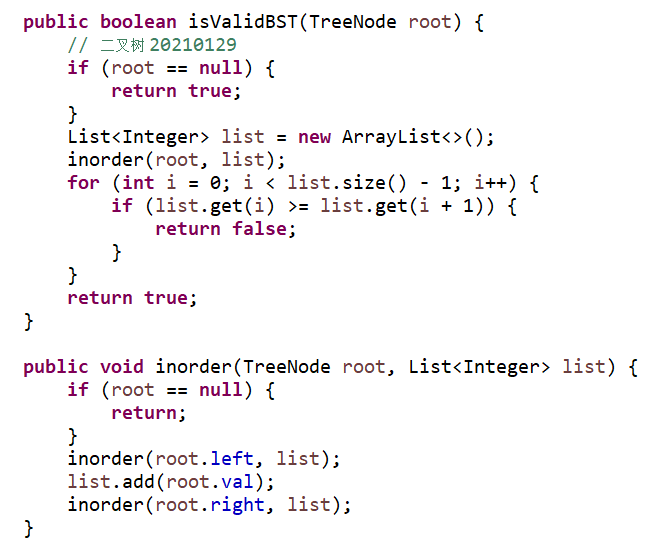 public boolean isValidBST(TreeNode root) {
    // 二叉树 20210129
    if (root == null) {
        return true;
    }
    List<Integer> list = new ArrayList<>();
    inorder(root, list);
    for (int i = 0; i < list.size() - 1; i++) {
        if (list.get(i) >= list.get(i + 1)) {
            return false;
        }
    }
    return true;
}

public void inorder(TreeNode root, List<Integer> list) {
    if (root == null) {
        return;
    }
    inorder(root.left, list);
    list.add(root.val);
    inorder(root.right, list);
}